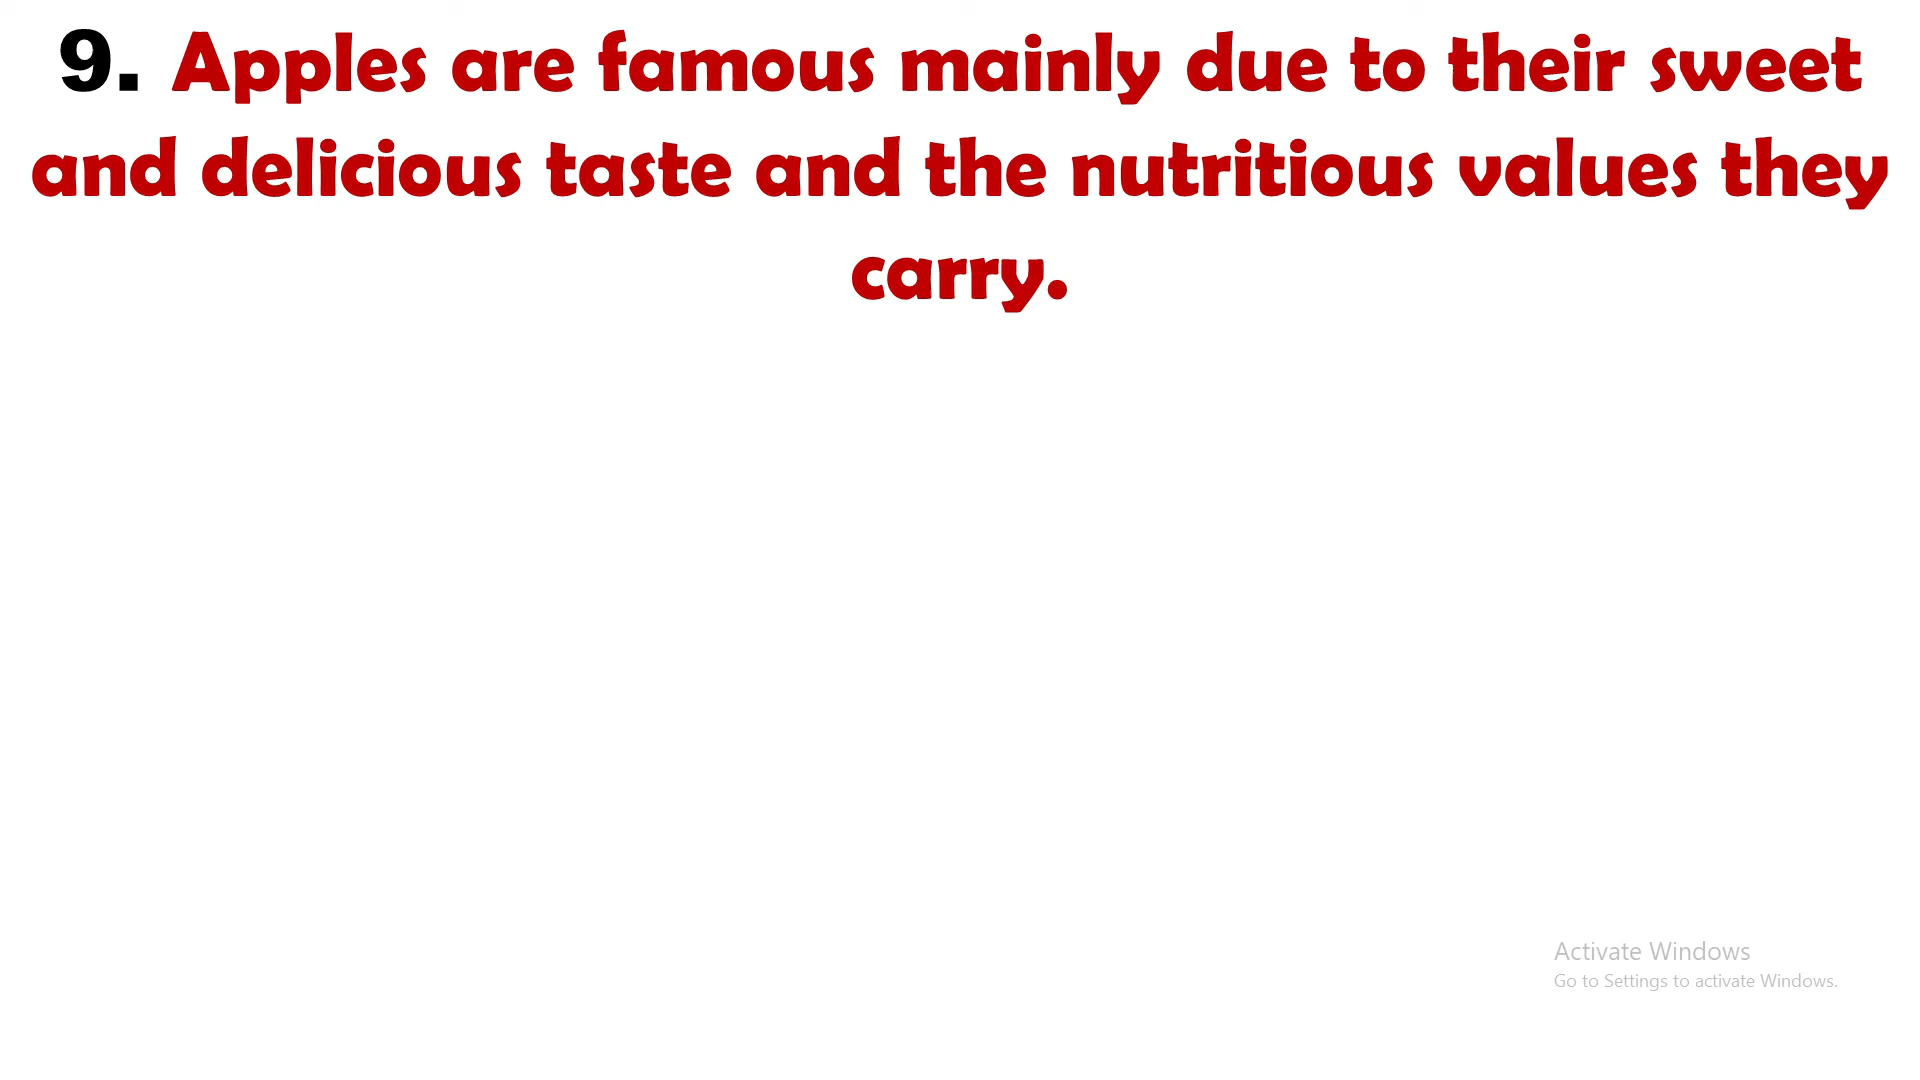 9. Apples are famous mainly due to their sweet
and delicious taste and the nutritious values they
carry.
Activate Windows
Go to Settings to activate Windows.